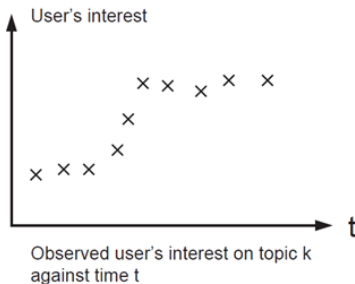 User's interest
t
Observed user's interest on topic k
against time t